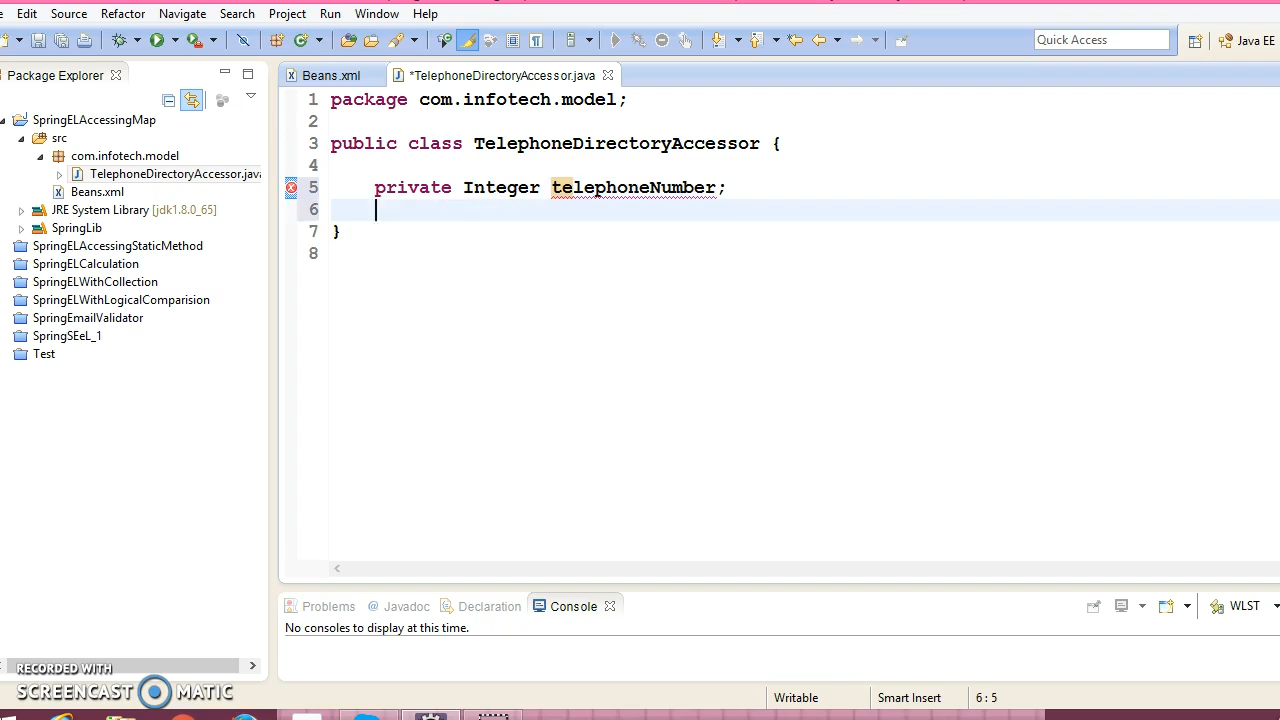 Edit Source Refactor Navigate Search Project Run Window Help
Quick Access
Java EE
Package Explorer
Beans.xml
*TelephoneDirectoryAccessor.java
SpringELAccessingMap
src
com.infotech.model
TelephoneDirectoryAccessor.java
Beans.xml
JRE System Library [jdk1.8.0_65]
SpringLib
SpringELAccessingStaticMethod
SpringELCalculation
SpringELWithCollection
SpringELWithLogicalComparision
SpringEmailValidator
SpringSEeL_1
Test
1 package com.infotech.model;
2
3 public class TelephoneDirectoryAccessor {
4
5 private Integer telephoneNumber;
6
7 }
8
Problems @ Javadoc Declaration Console
WLST
No consoles to display at this time.
RECORDED WITH
SCREENCAST MATIC
Writable Smart Insert 6 : 5